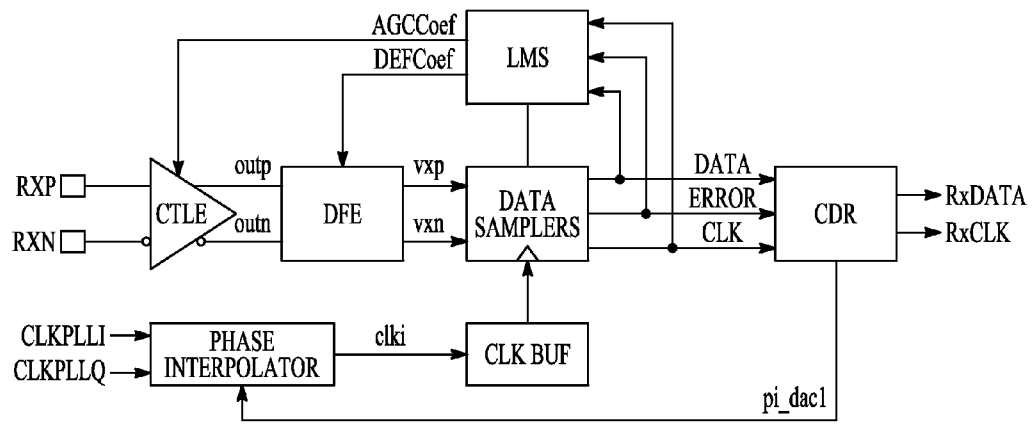 AGCCoef
DEFCoef
LMS
RXP
RXN
CTLE
outp
outn
DFE
vxp
vxn
DATA
SAMPLERS
DATA
ERROR
CLK
CDR
RxDATA
RxCLK
CLKPLLI
CLKPLLQ
PHASE
INTERPOLATOR
clki
CLK BUF
pi_dac1